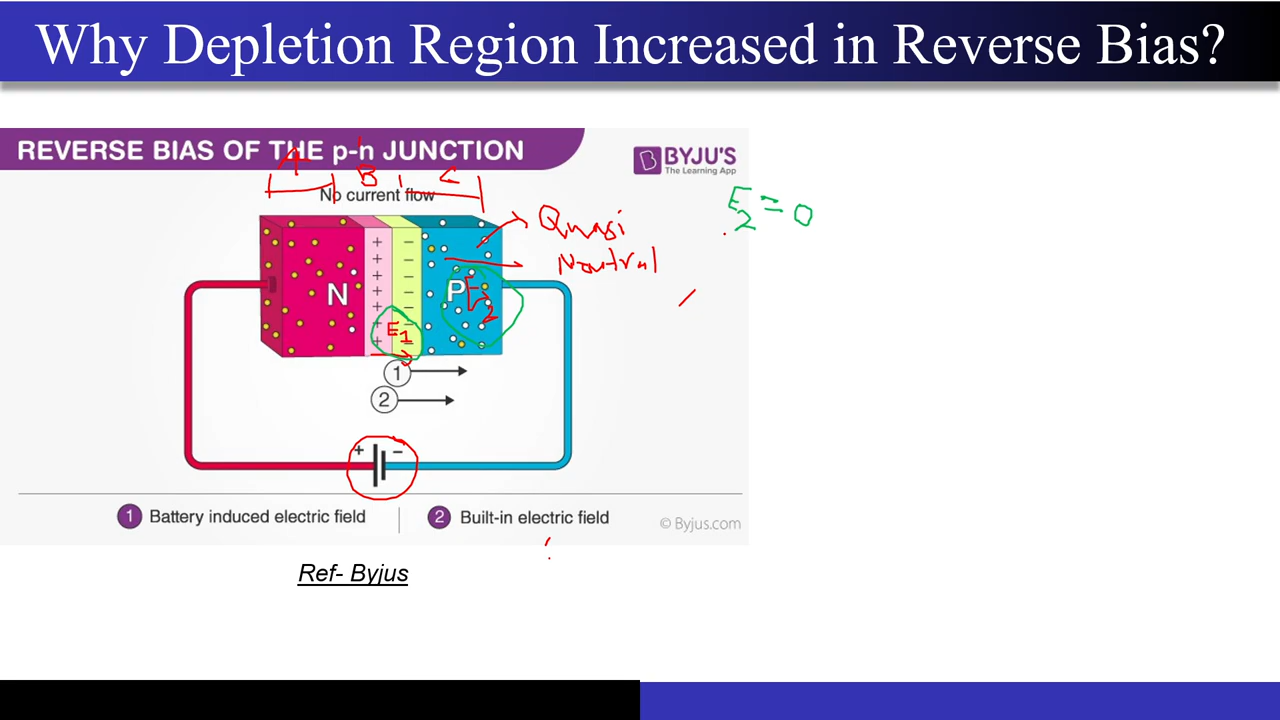 Why Depletion Region Increased in Reverse Bias?
REVERSE BIAS OF THE p-n JUNCTION
BYJU'S
The Learning App
A B C
No current flow
E2 = 0
Quasi
Neutral
+ −
+ −
+ −
+ −
+ −
N P E2
+ −
E1
+ −
1
2
+ −
1 Battery induced electric field
2 Built-in electric field
© Byjus.com
Ref- Byjus